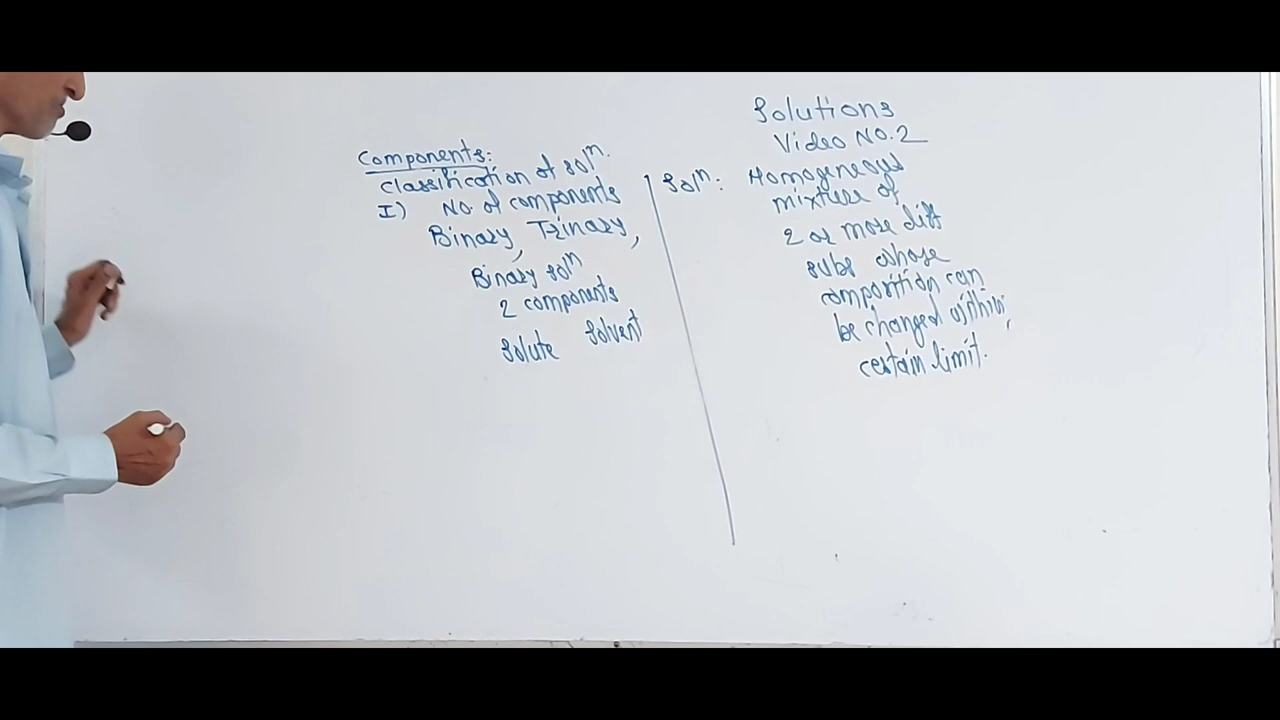 Solutions
Video No. 2
Soln: Homogeneous
mixture of
2 or more diff
subs whose
composition can
be changed within
certain limit.
Components:
Classification of soln.
I) No. of components
Binary, Trinary,
Binary soln
2 components
Solute Solvent